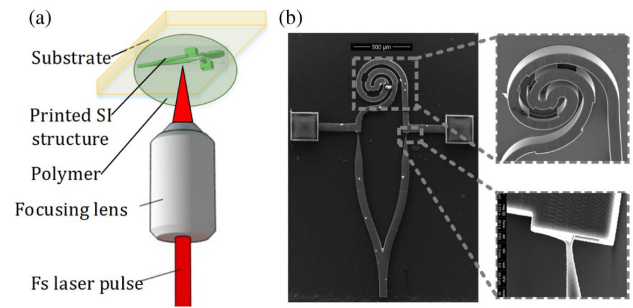 (a)
Substrate
Printed SI
structure
Polymer
Focusing lens
Fs laser pulse
(b)
500 µm